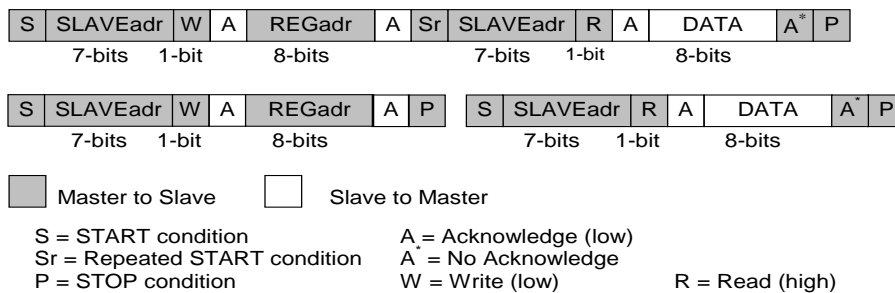 S SLAVEadr W A REGadr A Sr SLAVEadr R A DATA A* P
7-bits 1-bit 8-bits 7-bits 1-bit 8-bits
S SLAVEadr W A REGadr A P S SLAVEadr R A DATA A* P
7-bits 1-bit 8-bits 7-bits 1-bit 8-bits
Master to Slave Slave to Master
S = START condition A = Acknowledge (low)
Sr = Repeated START condition A* = No Acknowledge
P = STOP condition W = Write (low) R = Read (high)